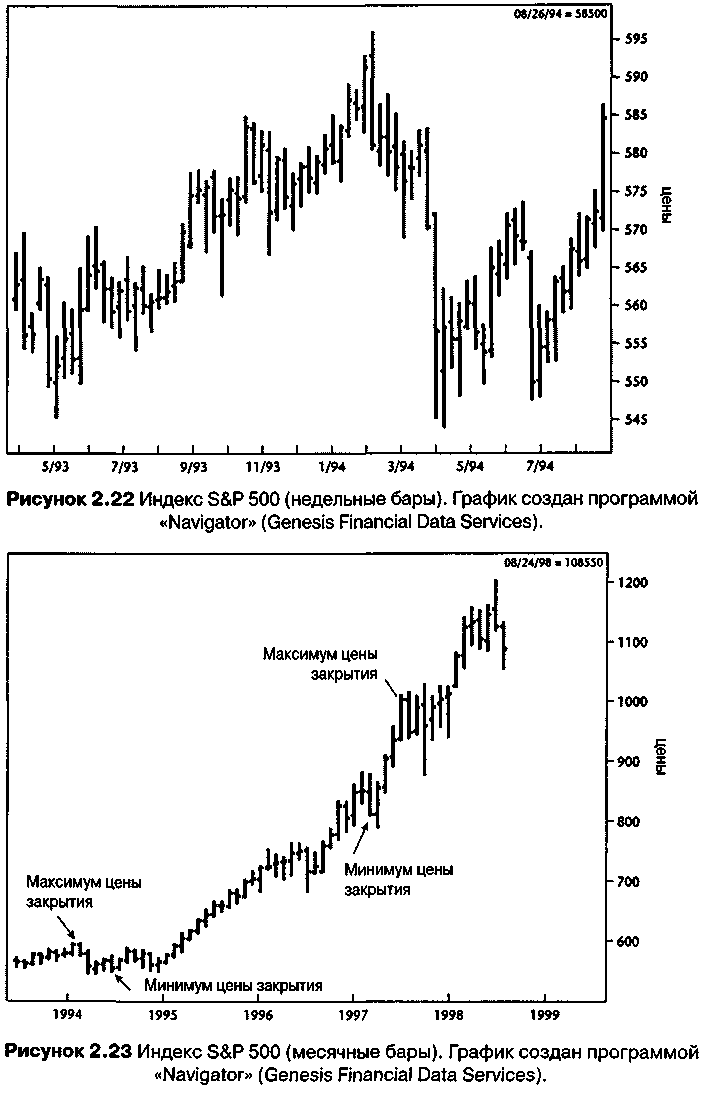 08/26/94 = 58500
595
590
585
580
575
570
565
560
555
550
545
цены
5/93 7/93 9/93 11/93 1/94 3/94 5/94 7/94
Рисунок 2.22 Индекс S&P 500 (недельные бары). График создан программой
«Navigator» (Genesis Financial Data Services).
08/24/98 = 108550
1200
1100
1000
900
800
700
600
цены
Максимум цены
закрытия
Минимум цены
закрытия
Максимум цены
закрытия
Минимум цены закрытия
1994 1995 1996 1997 1998 1999
Рисунок 2.23 Индекс S&P 500 (месячные бары). График создан программой
«Navigator» (Genesis Financial Data Services).